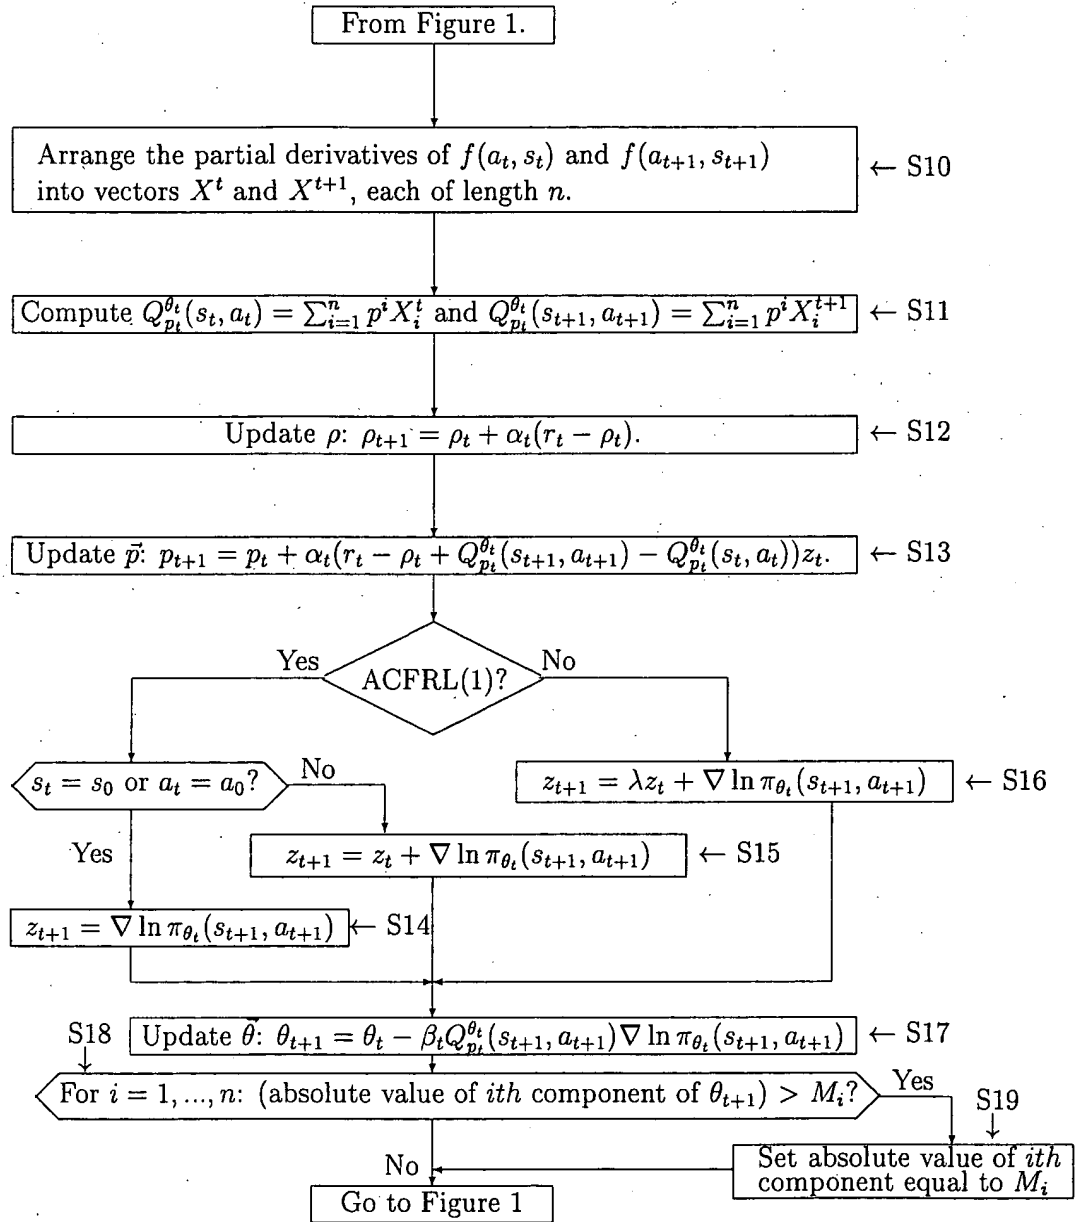 From Figure 1.
Arrange the partial derivatives of f(a_t, s_t) and f(a_{t+1}, s_{t+1})
into vectors X^t and X^{t+1}, each of length n.
← S10
Compute Q_{p_t}^{θ_t}(s_t, a_t) = ∑_{i=1}^n p^i X_i^t and Q_{p_t}^{θ_t}(s_{t+1}, a_{t+1}) = ∑_{i=1}^n p^i X_i^{t+1}
← S11
Update ρ: ρ_{t+1} = ρ_t + α_t(r_t − ρ_t).
← S12
Update p⃗: p_{t+1} = p_t + α_t(r_t − ρ_t + Q_{p_t}^{θ_t}(s_{t+1}, a_{t+1}) − Q_{p_t}^{θ_t}(s_t, a_t))z_t.
← S13
Yes
ACFRL(1)?
No
s_t = s_0 or a_t = a_0?
No
z_{t+1} = λz_t + ∇ ln π_{θ_t}(s_{t+1}, a_{t+1})
← S16
Yes
z_{t+1} = z_t + ∇ ln π_{θ_t}(s_{t+1}, a_{t+1})
← S15
z_{t+1} = ∇ ln π_{θ_t}(s_{t+1}, a_{t+1})
← S14
S18
Update θ⃗: θ_{t+1} = θ_t − β_t Q_{p_t}^{θ_t}(s_{t+1}, a_{t+1})∇ ln π_{θ_t}(s_{t+1}, a_{t+1})
← S17
For i = 1, ..., n: (absolute value of ith component of θ_{t+1}) > M_i?
Yes
S19
Set absolute value of ith
component equal to M_i
No
Go to Figure 1